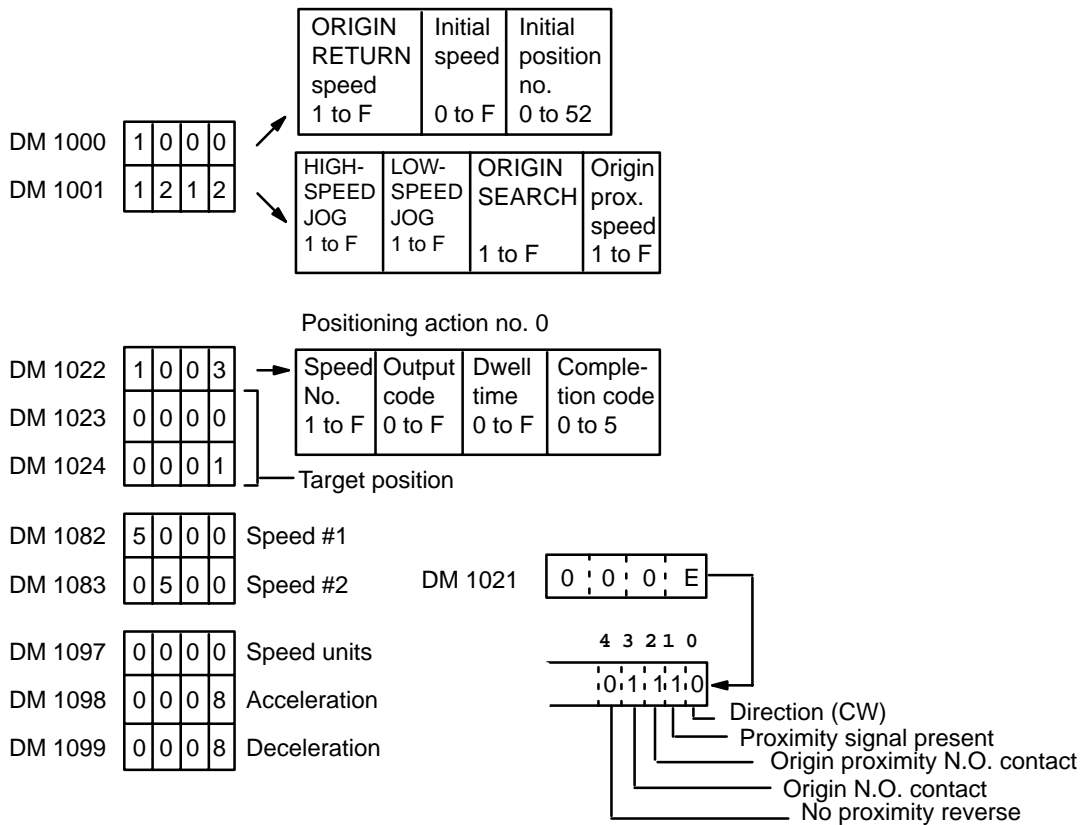 ORIGIN RETURN speed 1 to F
Initial speed 0 to F
Initial position no. 0 to 52
DM 1000 1 0 0 0
DM 1001 1 2 1 2
HIGH-SPEED JOG 1 to F
LOW-SPEED JOG 1 to F
ORIGIN SEARCH 1 to F
Origin prox. speed 1 to F
Positioning action no. 0
DM 1022 1 0 0 3
Speed No. 1 to F
Output code 0 to F
Dwell time 0 to F
Comple-tion code 0 to 5
DM 1023 0 0 0 0
DM 1024 0 0 0 1
Target position
DM 1082 5 0 0 0 Speed #1
DM 1083 0 5 0 0 Speed #2
DM 1021 0 0 0 E
DM 1097 0 0 0 0 Speed units
DM 1098 0 0 0 8 Acceleration
DM 1099 0 0 0 8 Deceleration
4 3 2 1 0
0 1 1 1 0
Direction (CW)
Proximity signal present
Origin proximity N.O. contact
Origin N.O. contact
No proximity reverse